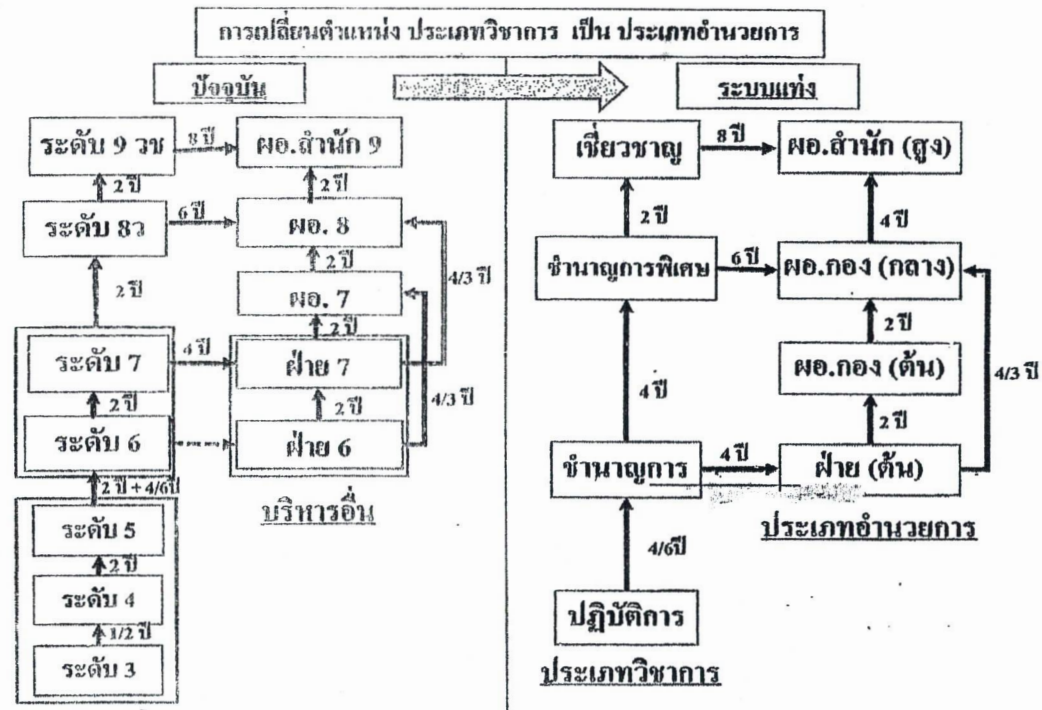 การเปลี่ยนตำแหน่ง ประเภทวิชาการ เป็น ประเภทอำนวยการ
ปัจจุบัน
ระดับ 9 วช
8 ปี
ผอ.สำนัก 9
2 ปี
2 ปี
ระดับ 8ว
6 ปี
ผอ. 8
2 ปี
2 ปี
4/3 ปี
ผอ. 7
2 ปี
ระดับ 7
4 ปี
ฝ่าย 7
2 ปี
2 ปี
4/3 ปี
ระดับ 6
ฝ่าย 6
2 ปี + 4/6ปี
บริหารอื่น
ระดับ 5
2 ปี
ระดับ 4
1/2 ปี
ระดับ 3
ระบบแท่ง
เชี่ยวชาญ
8 ปี
ผอ.สำนัก (สูง)
2 ปี
4 ปี
ชำนาญการพิเศษ
6 ปี
ผอ.กอง (กลาง)
2 ปี
ผอ.กอง (ต้น)
4/3 ปี
4 ปี
2 ปี
ชำนาญการ
4 ปี
ฝ่าย (ต้น)
ประเภทอำนวยการ
4/6ปี
ปฏิบัติการ
ประเภทวิชาการ